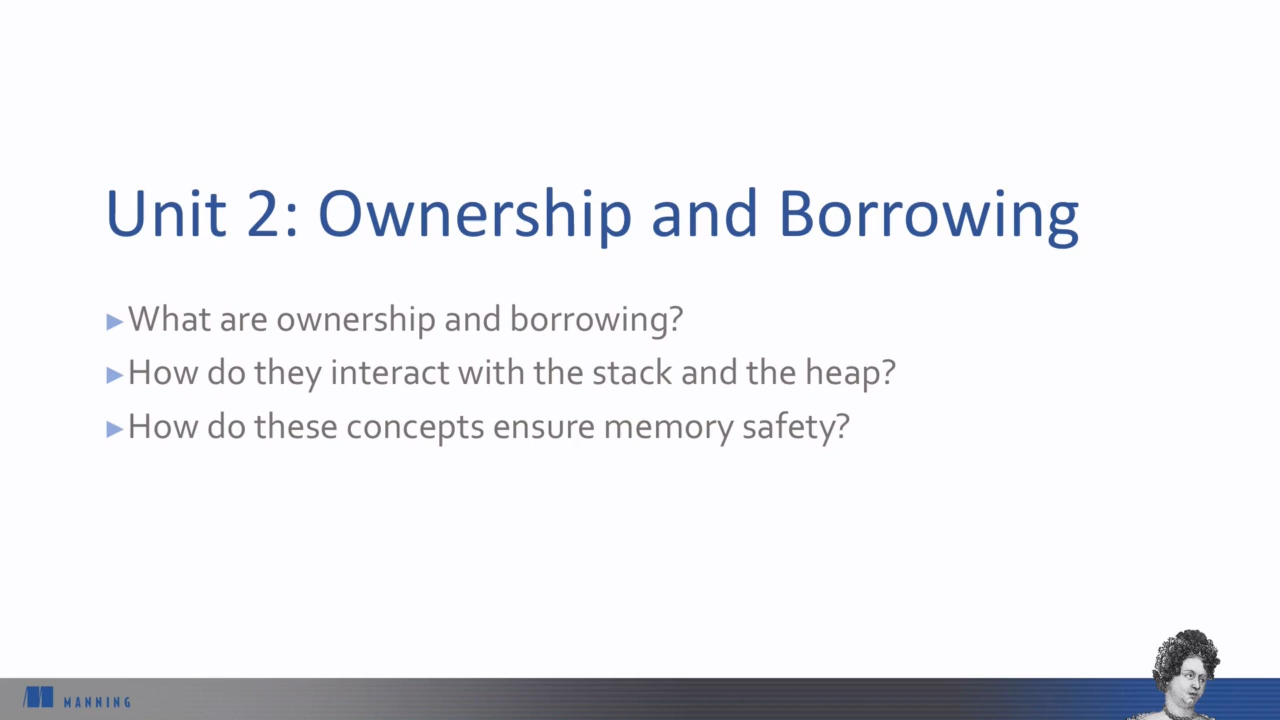 Unit 2: Ownership and Borrowing
►What are ownership and borrowing?
►How do they interact with the stack and the heap?
►How do these concepts ensure memory safety?
MANNING